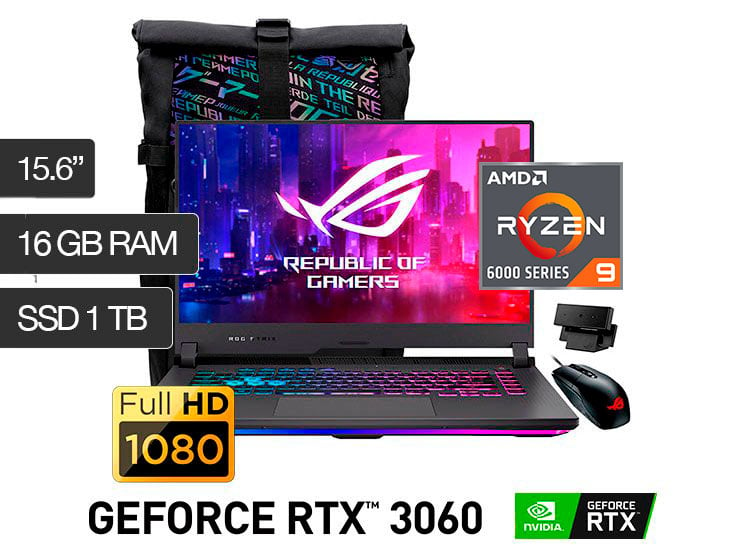 15.6”
16 GB RAM
SSD 1 TB
REPUBLIC OF
GAMERS
AMD
RYZEN
6000 SERIES 9
Full HD
1080
GEFORCE RTX™ 3060
NVIDIA.
GEFORCE
RTX™